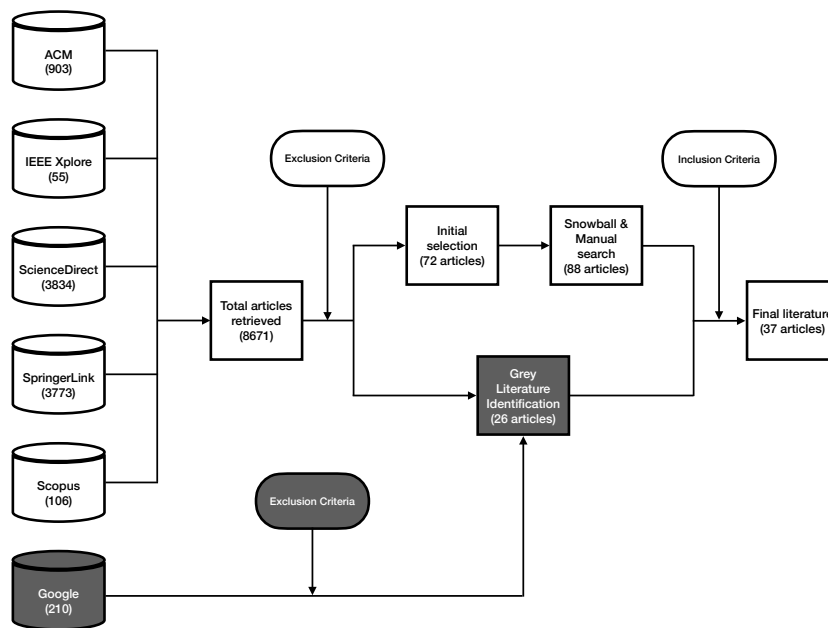 ACM
(903)
IEEE Xplore
(55)
ScienceDirect
(3834)
SpringerLink
(3773)
Scopus
(106)
Google
(210)
Total articles
retrieved
(8671)
Exclusion Criteria
Initial
selection
(72 articles)
Snowball &
Manual
search
(88 articles)
Grey
Literature
Identification
(26 articles)
Exclusion Criteria
Inclusion Criteria
Final literature
(37 articles)